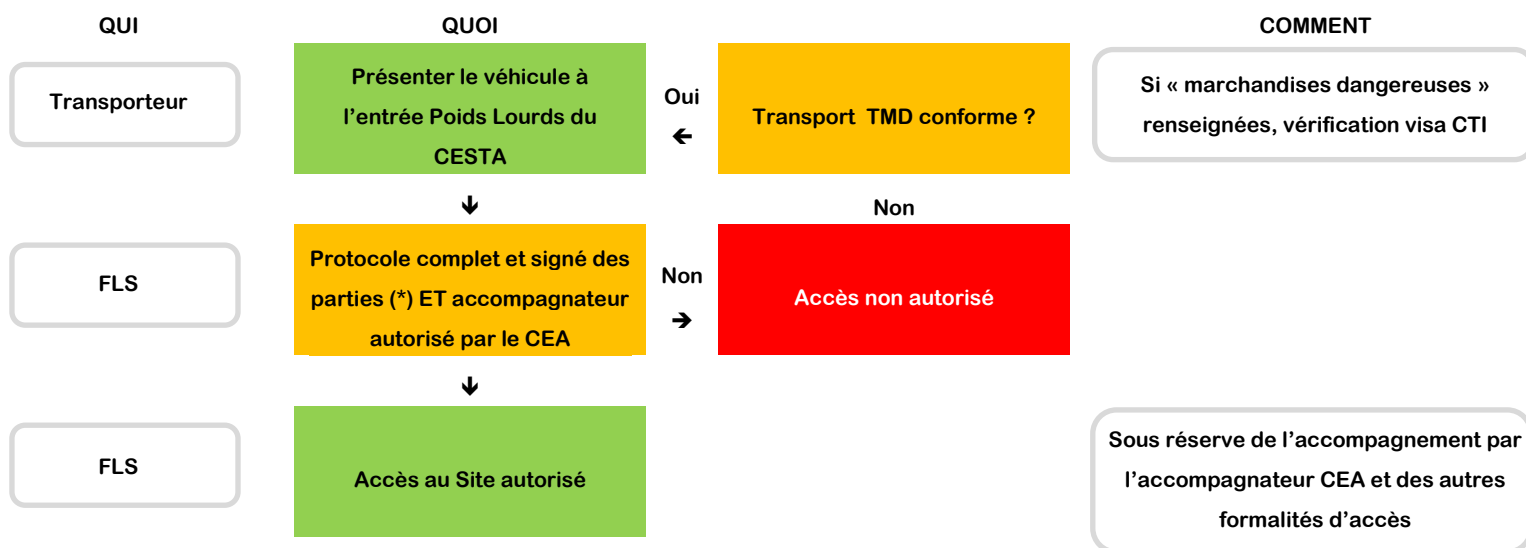 QUI
QUOI
COMMENT
Transporteur
Présenter le véhicule à
l’entrée Poids Lourds du
CESTA
Oui
←
Transport TMD conforme ?
Si « marchandises dangereuses »
renseignées, vérification visa CTI
↓
Non
FLS
Protocole complet et signé des
parties (*) ET accompagnateur
autorisé par le CEA
Non
→
Accès non autorisé
↓
FLS
Accès au Site autorisé
Sous réserve de l’accompagnement par
l’accompagnateur CEA et des autres
formalités d’accès